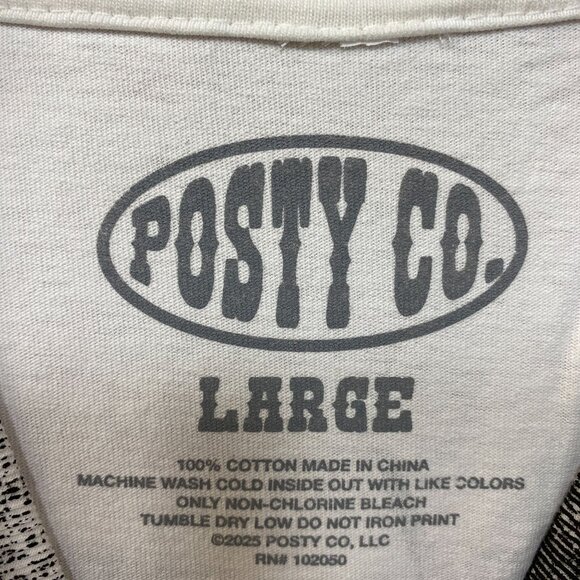 POSTY CO.
LARGE
100% COTTON MADE IN CHINA
MACHINE WASH COLD INSIDE OUT WITH LIKE COLORS
ONLY NON-CHLORINE BLEACH
TUMBLE DRY LOW DO NOT IRON PRINT
©2025 POSTY CO, LLC
RN# 102050